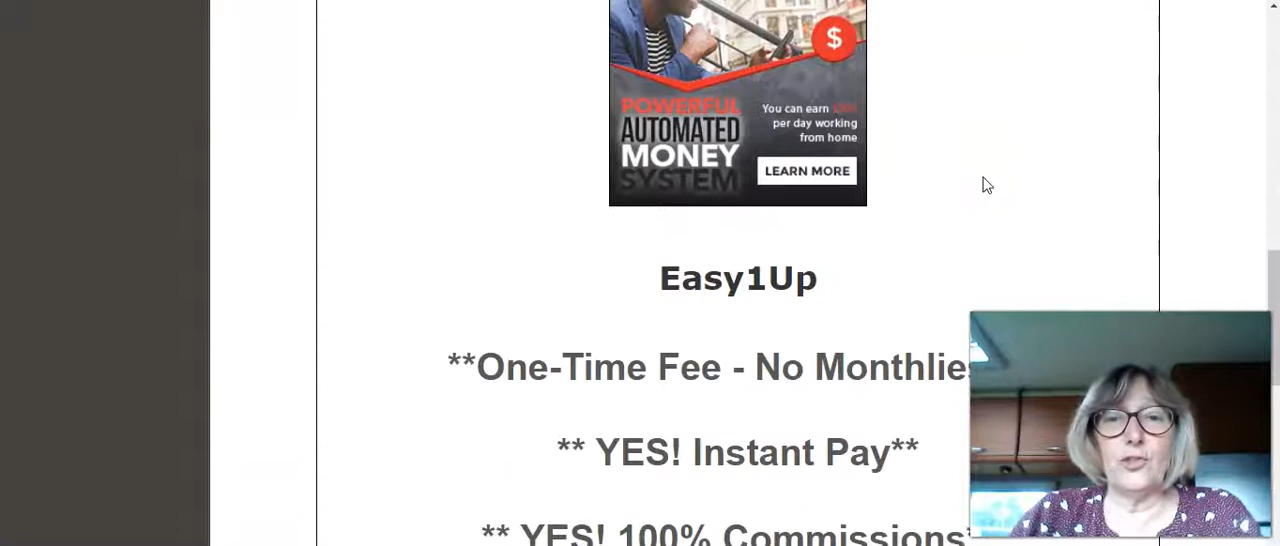 $
POWERFUL
AUTOMATED
MONEY
SYSTEM
You can earn
per day working
from home
LEARN MORE
Easy1Up
**One-Time Fee - No Monthlies
** YES! Instant Pay**
** YES! 100% Commissions*